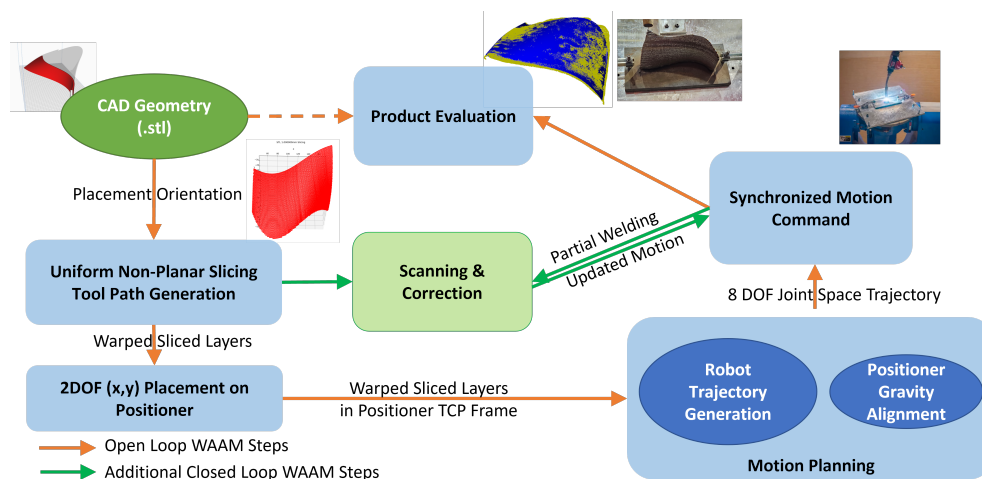 CAD Geometry
(.stl)
Product Evaluation
Placement Orientation
Synchronized Motion
Command
Partial Welding
Updated Motion
Uniform Non-Planar Slicing
Tool Path Generation
Scanning &
Correction
8 DOF Joint Space Trajectory
Warped Sliced Layers
2DOF (x,y) Placement on
Positioner
Warped Sliced Layers
in Positioner TCP Frame
Robot
Trajectory
Generation
Positioner
Gravity
Alignment
Motion Planning
Open Loop WAAM Steps
Additional Closed Loop WAAM Steps